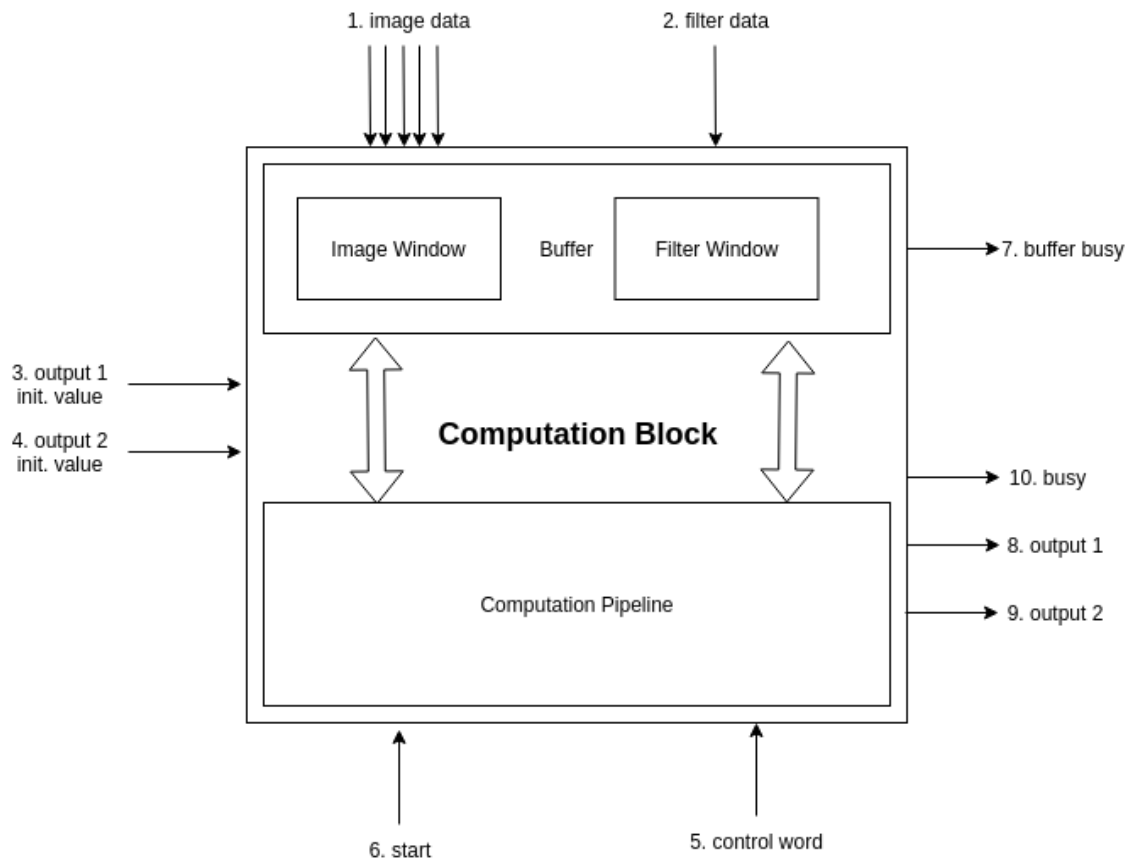 1. image data
2. filter data
Image Window
Buffer
Filter Window
7. buffer busy
3. output 1
init. value
4. output 2
init. value
Computation Block
10. busy
8. output 1
9. output 2
Computation Pipeline
6. start
5. control word